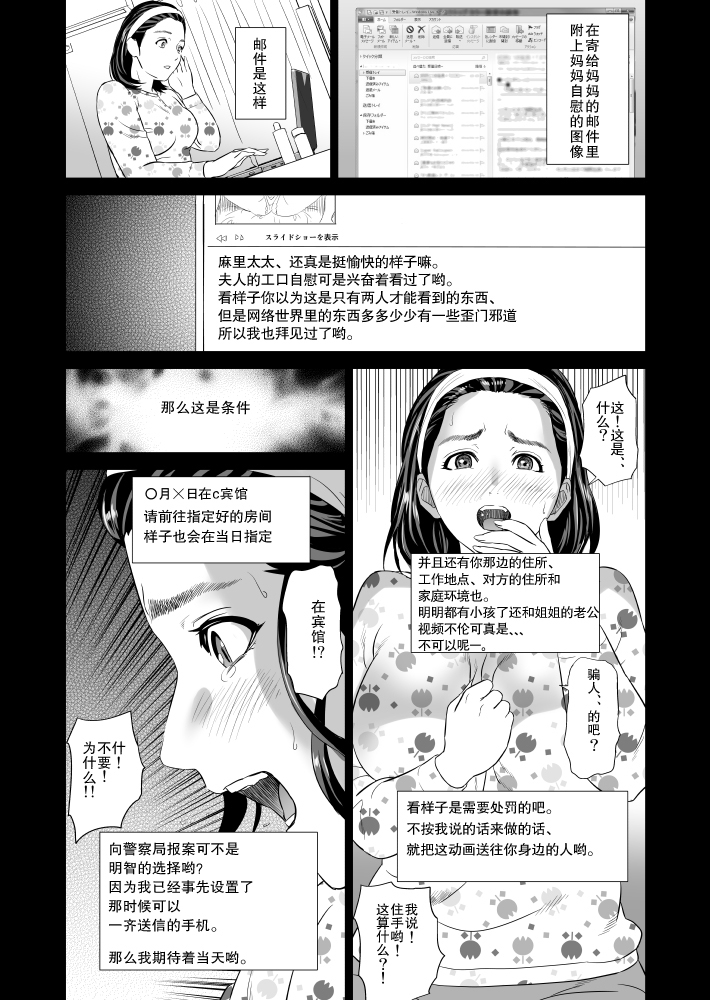 在寄给妈妈的邮件里
附上妈妈自慰的图像
邮件是这样
スライドショーを表示
麻里太太、还真是挺愉快的样子嘛。
夫人的工口自慰可是兴奋着看过了哟。
看样子你以为这是只有两人才能看到的东西、
但是网络世界里的东西多多少少有一些歪门邪道
所以我也拜见过了哟。
这！这是、、
什么？
并且还有你那边的住所、
工作地点、对方的住所和
家庭环境也。
明明都有小孩了还和姐姐的老公
视频不伦可真是、、、
不可以呢一。
骗人、、的吧？
看样子是需要处罚的吧。
不按我说的话来做的话、
就把这动画送往你身边的人哟。
我说！
住手哟！
这算什么？！
那么这是条件
〇月×日在c宾馆
请前往指定好的房间
样子也会在当日指定
在
宾馆!?
什！
不要！
为什么！!!
向警察局报案可不是
明智的选择哟?
因为我已经事先设置了
那时候可以
一齐送信的手机。
那么我期待着当天哟。